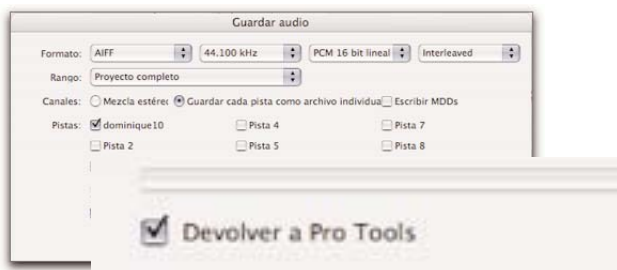 Guardar audio
Formato: AIFF 44.100 kHz PCM 16 bit lineal Interleaved
Rango: Proyecto completo
Canales: Mezcla estére Guardar cada pista como archivo individua Escribir MDDs
Pistas: dominique10 Pista 4 Pista 7
Pista 2 Pista 5 Pista 8
Devolver a Pro Tools